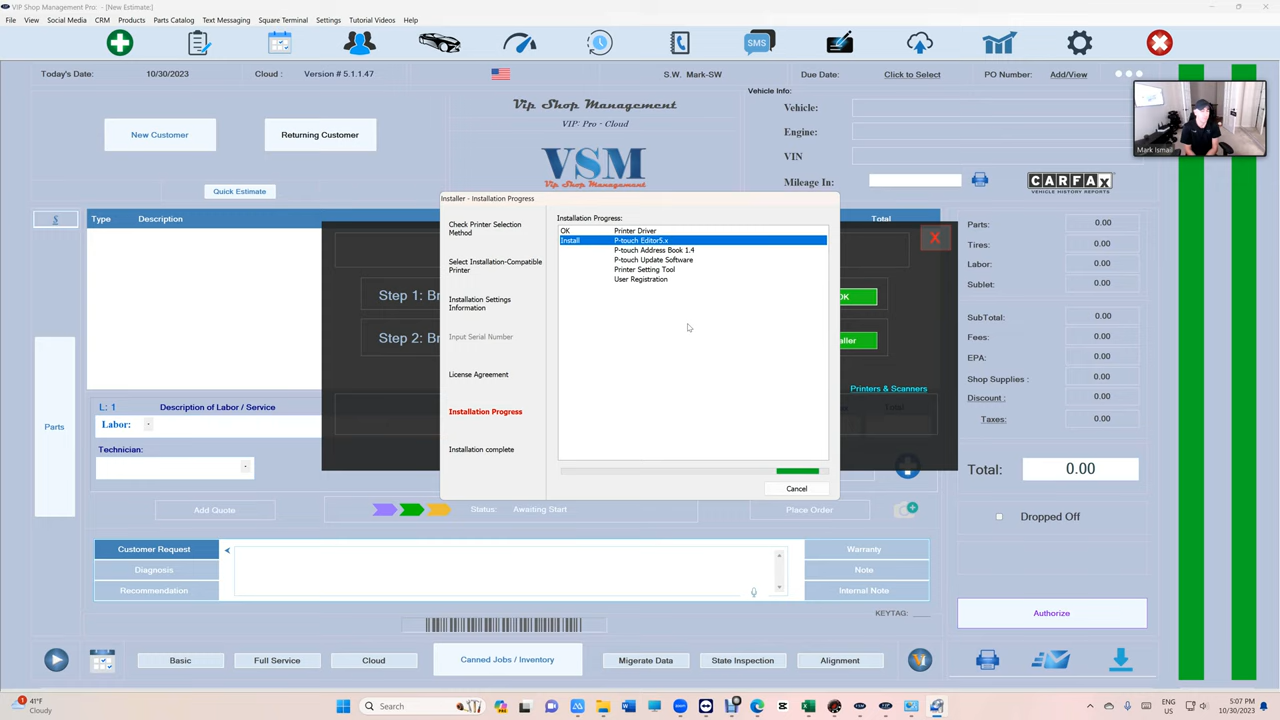 VIP Shop Management Pro: - [New Estimate:]
File View Social Media CRM Products Parts Catalog Text Messaging Square Terminal Settings Tutorial Videos Help
SMS
Today's Date: 10/30/2023 Cloud : Version # 5.1.1.47 S.W. Mark-SW Due Date: Click to Select PO Number: Add/View
Vip Shop Management
VIP: Pro - Cloud
VSM
VIP SHOP MANAGEMENT
New Customer Returning Customer
Quick Estimate
Vehicle Info:
Vehicle:
Engine:
VIN
Mileage In:
CARFAX
VEHICLE HISTORY REPORTS
Mark Ismail
$ Type Description Total
Step 1: Br OK
Step 2: Br aller
Printers & Scanners
Total
X
Installer - Installation Progress
Check Printer Selection
Method
Select Installation-Compatible
Printer
Installation Settings
Information
Input Serial Number
License Agreement
Installation Progress
Installation complete
Installation Progress:
OK Printer Driver
Install P-touch Editor5.x
P-touch Address Book 1.4
P-touch Update Software
Printer Setting Tool
User Registration
Cancel
Parts: 0.00
Tires: 0.00
Labor: 0.00
Sublet: 0.00
SubTotal: 0.00
Fees: 0.00
EPA: 0.00
Shop Supplies : 0.00
Discount : 0.00
Taxes: 0.00
Total: 0.00
Dropped Off
Authorize
Parts
L: 1 Description of Labor / Service
Labor:
Technician:
Add Quote Status: Awaiting Start Place Order
Customer Request
Diagnosis
Recommendation
Warranty
Note
Internal Note
KEYTAG: ____
Basic Full Service Cloud Canned Jobs / Inventory Migerate Data State Inspection Alignment
1
41°F
Cloudy
Search
ENG
US
5:07 PM
10/30/2023